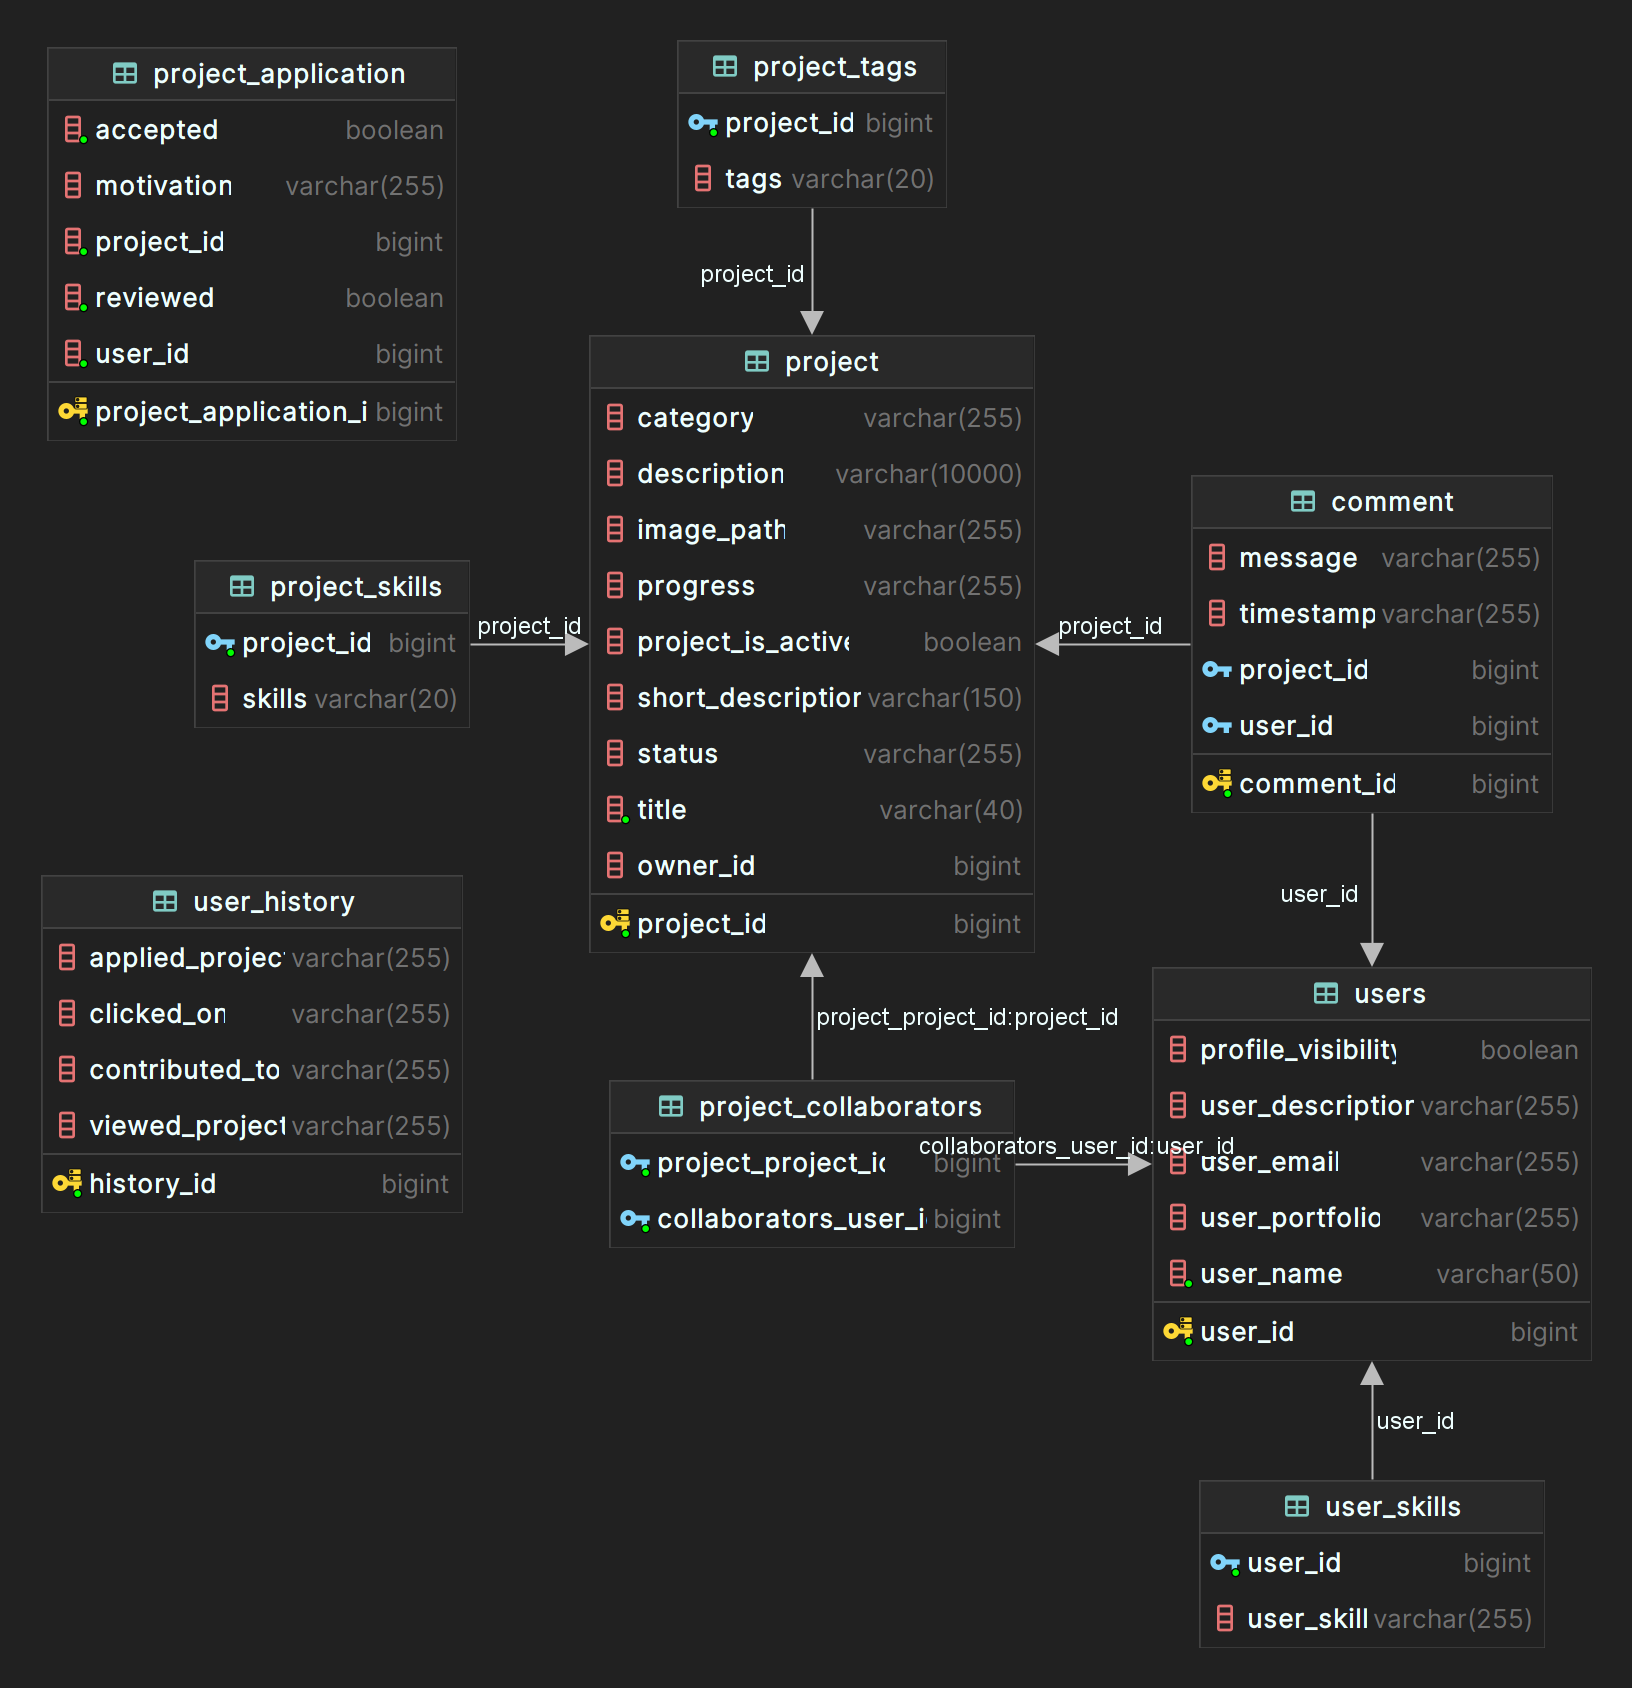 project_application
accepted boolean
motivation varchar(255)
project_id bigint
reviewed boolean
user_id bigint
project_application_i bigint
project_tags
project_id bigint
tags varchar(20)
project_id
project
category varchar(255)
description varchar(10000)
image_path varchar(255)
progress varchar(255)
project_is_active boolean
short_description varchar(150)
status varchar(255)
title varchar(40)
owner_id bigint
project_id bigint
project_skills
project_id bigint
skills varchar(20)
project_id
project_id
comment
message varchar(255)
timestamp varchar(255)
project_id bigint
user_id bigint
comment_id bigint
user_id
user_history
applied_projec varchar(255)
clicked_on varchar(255)
contributed_to varchar(255)
viewed_project varchar(255)
history_id bigint
project_project_id:project_id
project_collaborators
project_project_id bigint
collaborators_user_i bigint
collaborators_user_id:user_id
users
profile_visibility boolean
user_description varchar(255)
user_email varchar(255)
user_portfolio varchar(255)
user_name varchar(50)
user_id bigint
user_id
user_skills
user_id bigint
user_skill varchar(255)